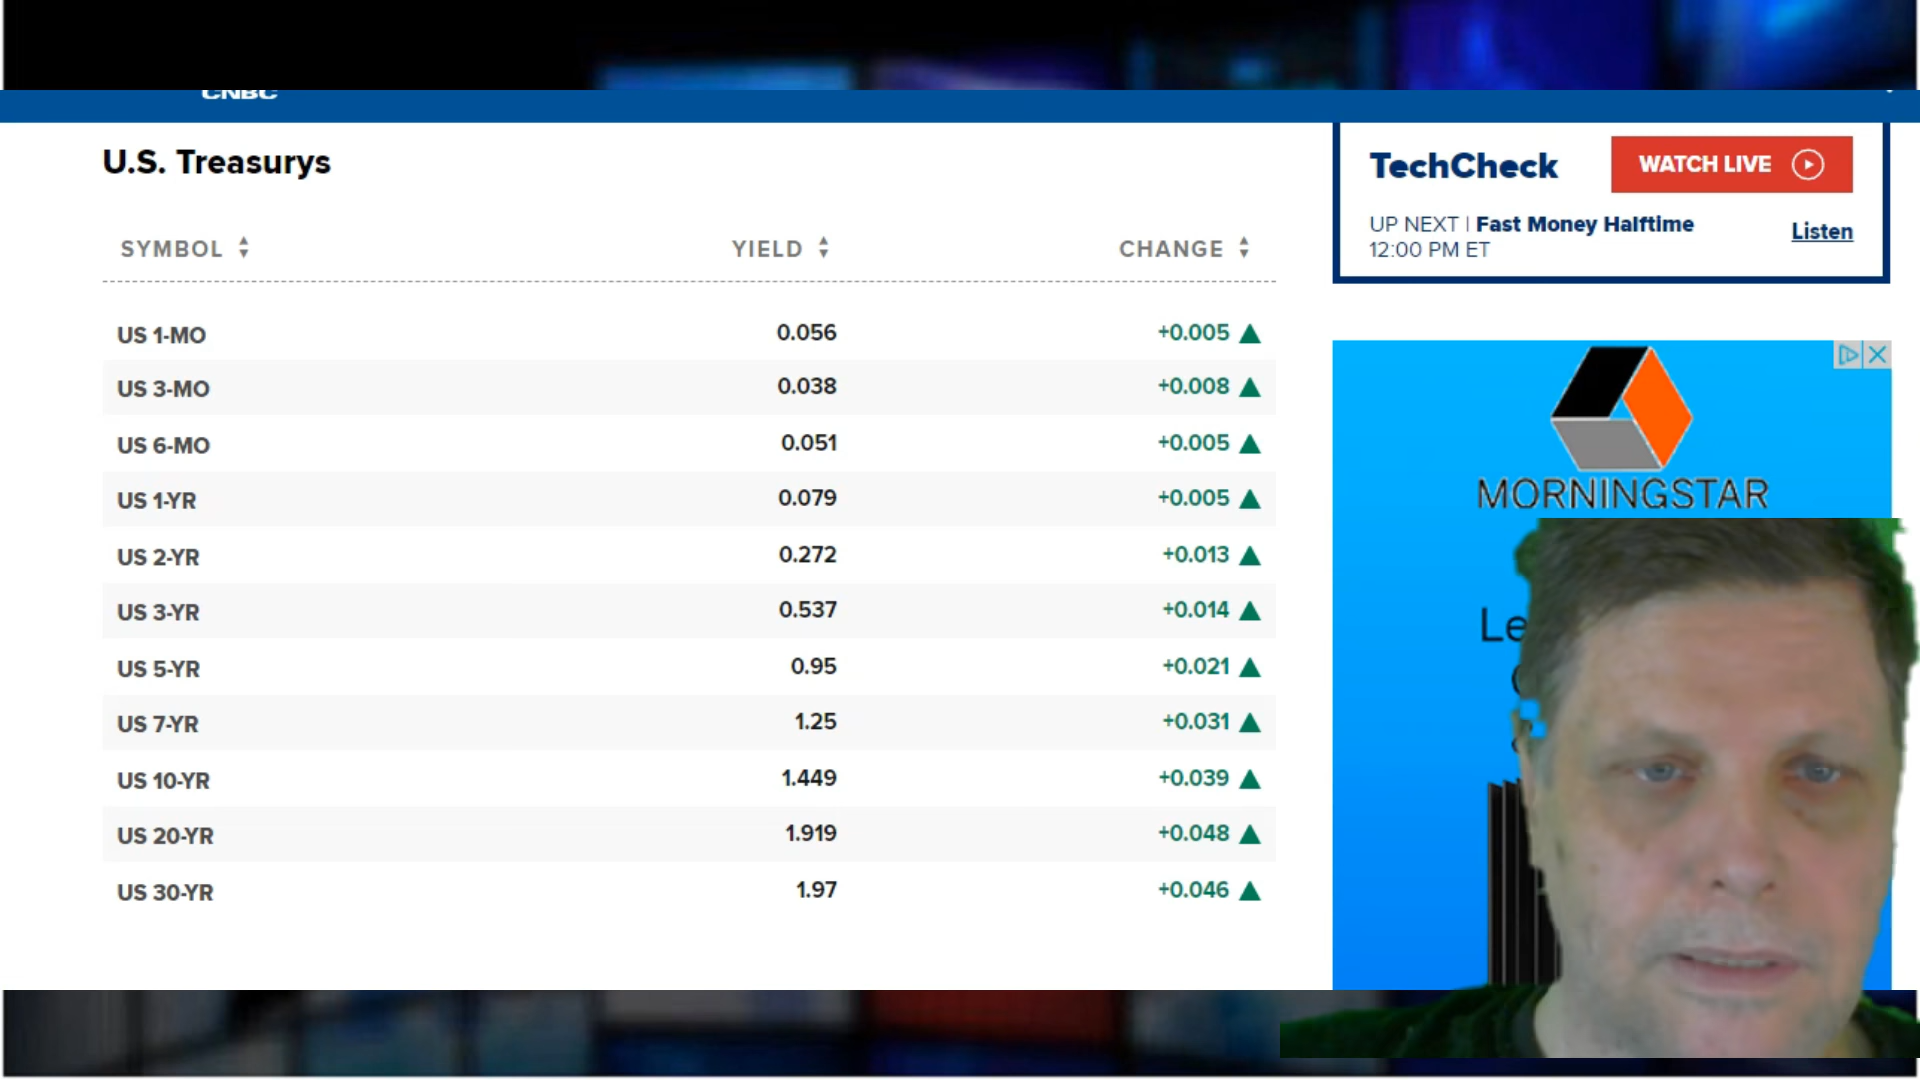 CNBC
U.S. Treasurys
SYMBOL YIELD CHANGE
US 1-MO 0.056 +0.005
US 3-MO 0.038 +0.008
US 6-MO 0.051 +0.005
US 1-YR 0.079 +0.005
US 2-YR 0.272 +0.013
US 3-YR 0.537 +0.014
US 5-YR 0.95 +0.021
US 7-YR 1.25 +0.031
US 10-YR 1.449 +0.039
US 20-YR 1.919 +0.048
US 30-YR 1.97 +0.046
TechCheck WATCH LIVE
UP NEXT | Fast Money Halftime
12:00 PM ET
Listen
MORNINGSTAR